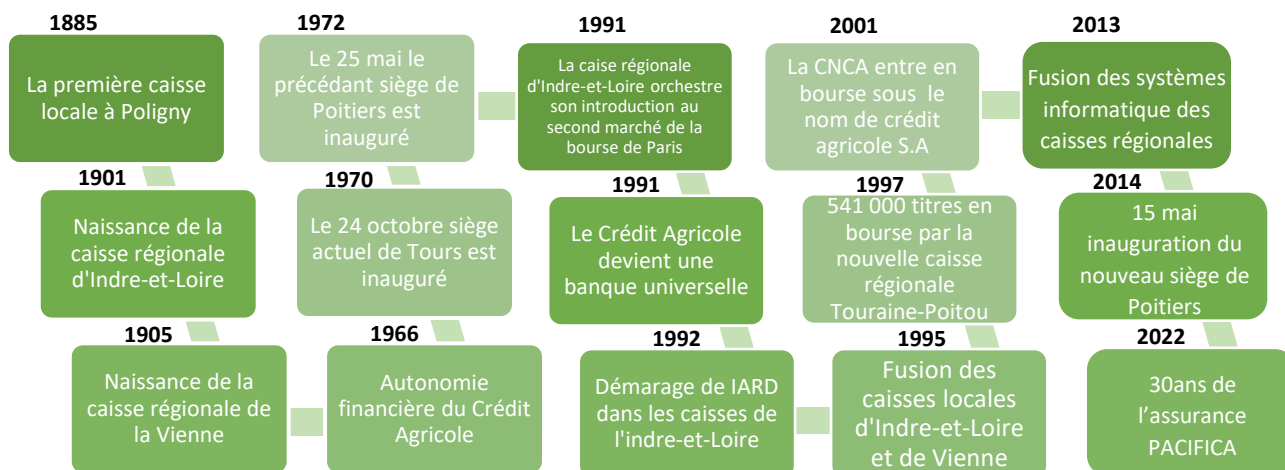 1885
La première caisse
locale à Poligny
1901
Naissance de la
caisse régionale
d'Indre-et-Loire
1905
Naissance de la
caisse régionale de
la Vienne
1966
Autonomie
financière du Crédit
Agricole
1970
Le 24 octobre siège
actuel de Tours est
inauguré
1972
Le 25 mai le
précédant siège de
Poitiers est
inauguré
1991
La caise régionale
d'Indre-et-Loire orchestre
son introduction au
second marché de la
bourse de Paris
1991
Le Crédit Agricole
devient une
banque universelle
1992
Démarage de IARD
dans les caisses de
l'indre-et-Loire
1995
Fusion des
caisses locales
d'Indre-et-Loire
et de Vienne
1997
541 000 titres en
bourse par la
nouvelle caisse
régionale
Touraine-Poitou
2001
La CNCA entre en
bourse sous le
nom de crédit
agricole S.A
2013
Fusion des systèmes
informatique des
caisses régionales
2014
15 mai
inauguration du
nouveau siège de
Poitiers
2022
30ans de
l’assurance
PACIFICA